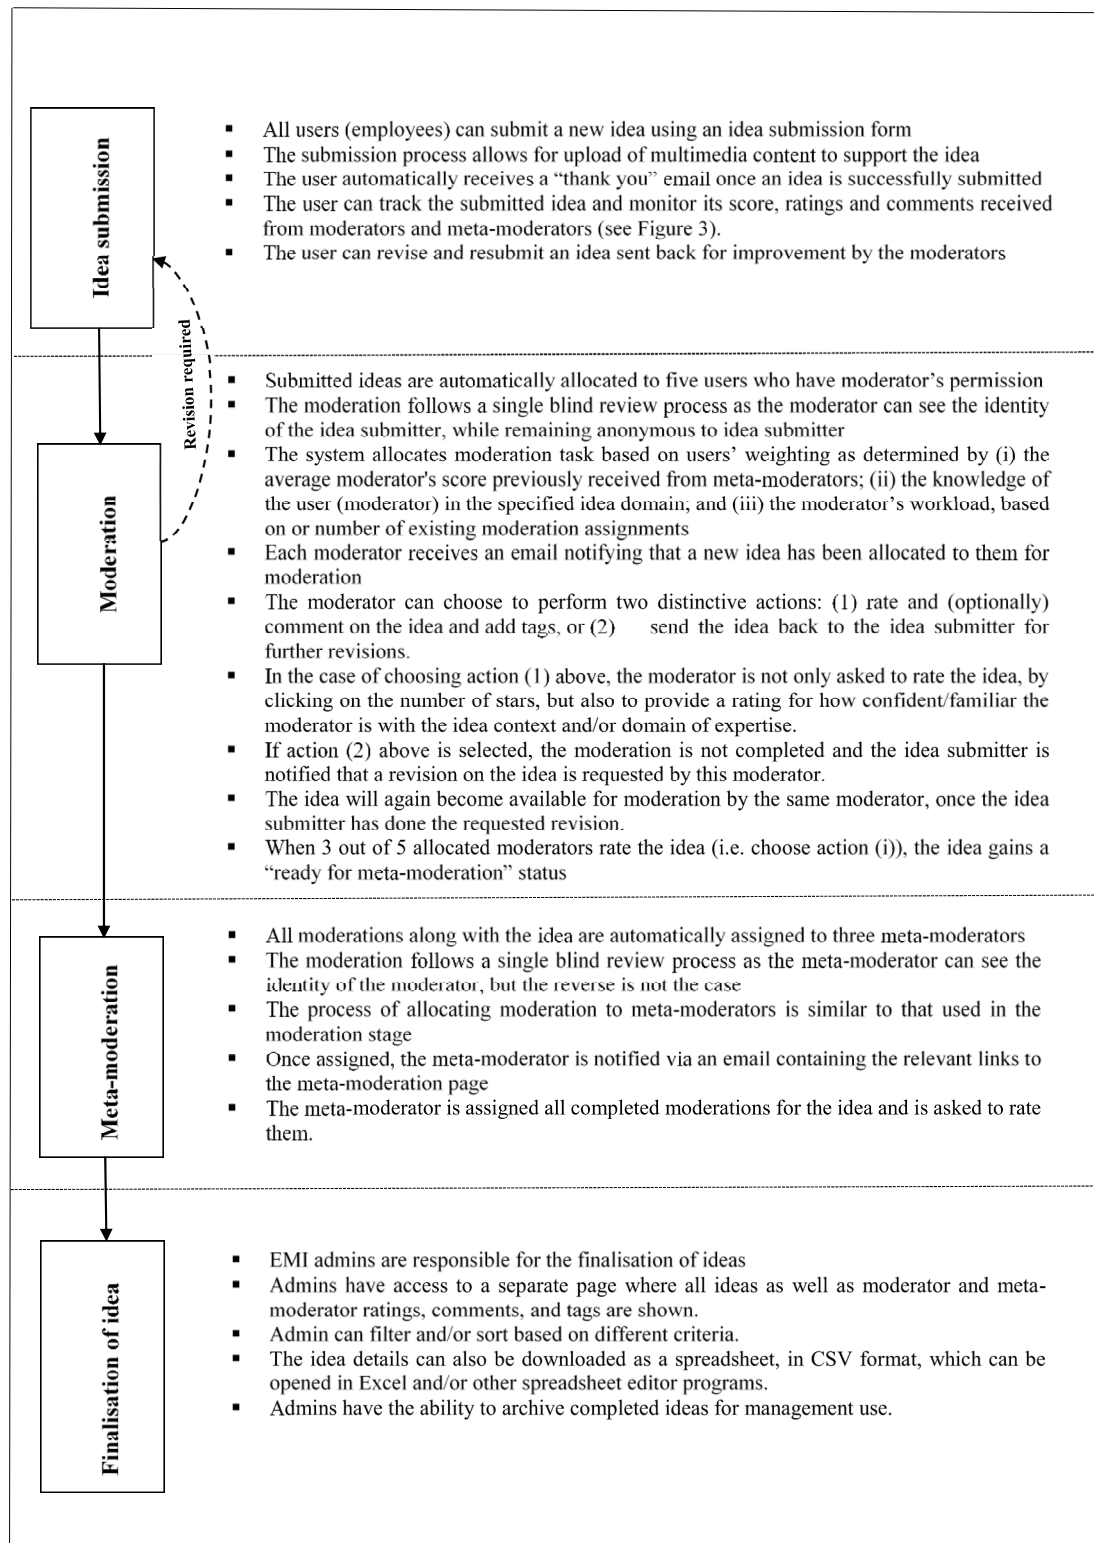 Idea submission
▪ All users (employees) can submit a new idea using an idea submission form
▪ The submission process allows for upload of multimedia content to support the idea
▪ The user automatically receives a “thank you” email once an idea is successfully submitted
▪ The user can track the submitted idea and monitor its score, ratings and comments received
from moderators and meta-moderators (see Figure 3).
▪ The user can revise and resubmit an idea sent back for improvement by the moderators
Revision required
Moderation
▪ Submitted ideas are automatically allocated to five users who have moderator’s permission
▪ The moderation follows a single blind review process as the moderator can see the identity
of the idea submitter, while remaining anonymous to idea submitter
▪ The system allocates moderation task based on users’ weighting as determined by (i) the
average moderator's score previously received from meta-moderators; (ii) the knowledge of
the user (moderator) in the specified idea domain; and (iii) the moderator’s workload, based
on or number of existing moderation assignments
▪ Each moderator receives an email notifying that a new idea has been allocated to them for
moderation
▪ The moderator can choose to perform two distinctive actions: (1) rate and (optionally)
comment on the idea and add tags, or (2) send the idea back to the idea submitter for
further revisions.
▪ In the case of choosing action (1) above, the moderator is not only asked to rate the idea, by
clicking on the number of stars, but also to provide a rating for how confident/familiar the
moderator is with the idea context and/or domain of expertise.
▪ If action (2) above is selected, the moderation is not completed and the idea submitter is
notified that a revision on the idea is requested by this moderator.
▪ The idea will again become available for moderation by the same moderator, once the idea
submitter has done the requested revision.
▪ When 3 out of 5 allocated moderators rate the idea (i.e. choose action (i)), the idea gains a
“ready for meta-moderation” status
Meta-moderation
▪ All moderations along with the idea are automatically assigned to three meta-moderators
▪ The moderation follows a single blind review process as the meta-moderator can see the
identity of the moderator, but the reverse is not the case
▪ The process of allocating moderation to meta-moderators is similar to that used in the
moderation stage
▪ Once assigned, the meta-moderator is notified via an email containing the relevant links to
the meta-moderation page
▪ The meta-moderator is assigned all completed moderations for the idea and is asked to rate
them.
Finalisation of idea
▪ EMI admins are responsible for the finalisation of ideas
▪ Admins have access to a separate page where all ideas as well as moderator and meta-
moderator ratings, comments, and tags are shown.
▪ Admin can filter and/or sort based on different criteria.
▪ The idea details can also be downloaded as a spreadsheet, in CSV format, which can be
opened in Excel and/or other spreadsheet editor programs.
▪ Admins have the ability to archive completed ideas for management use.